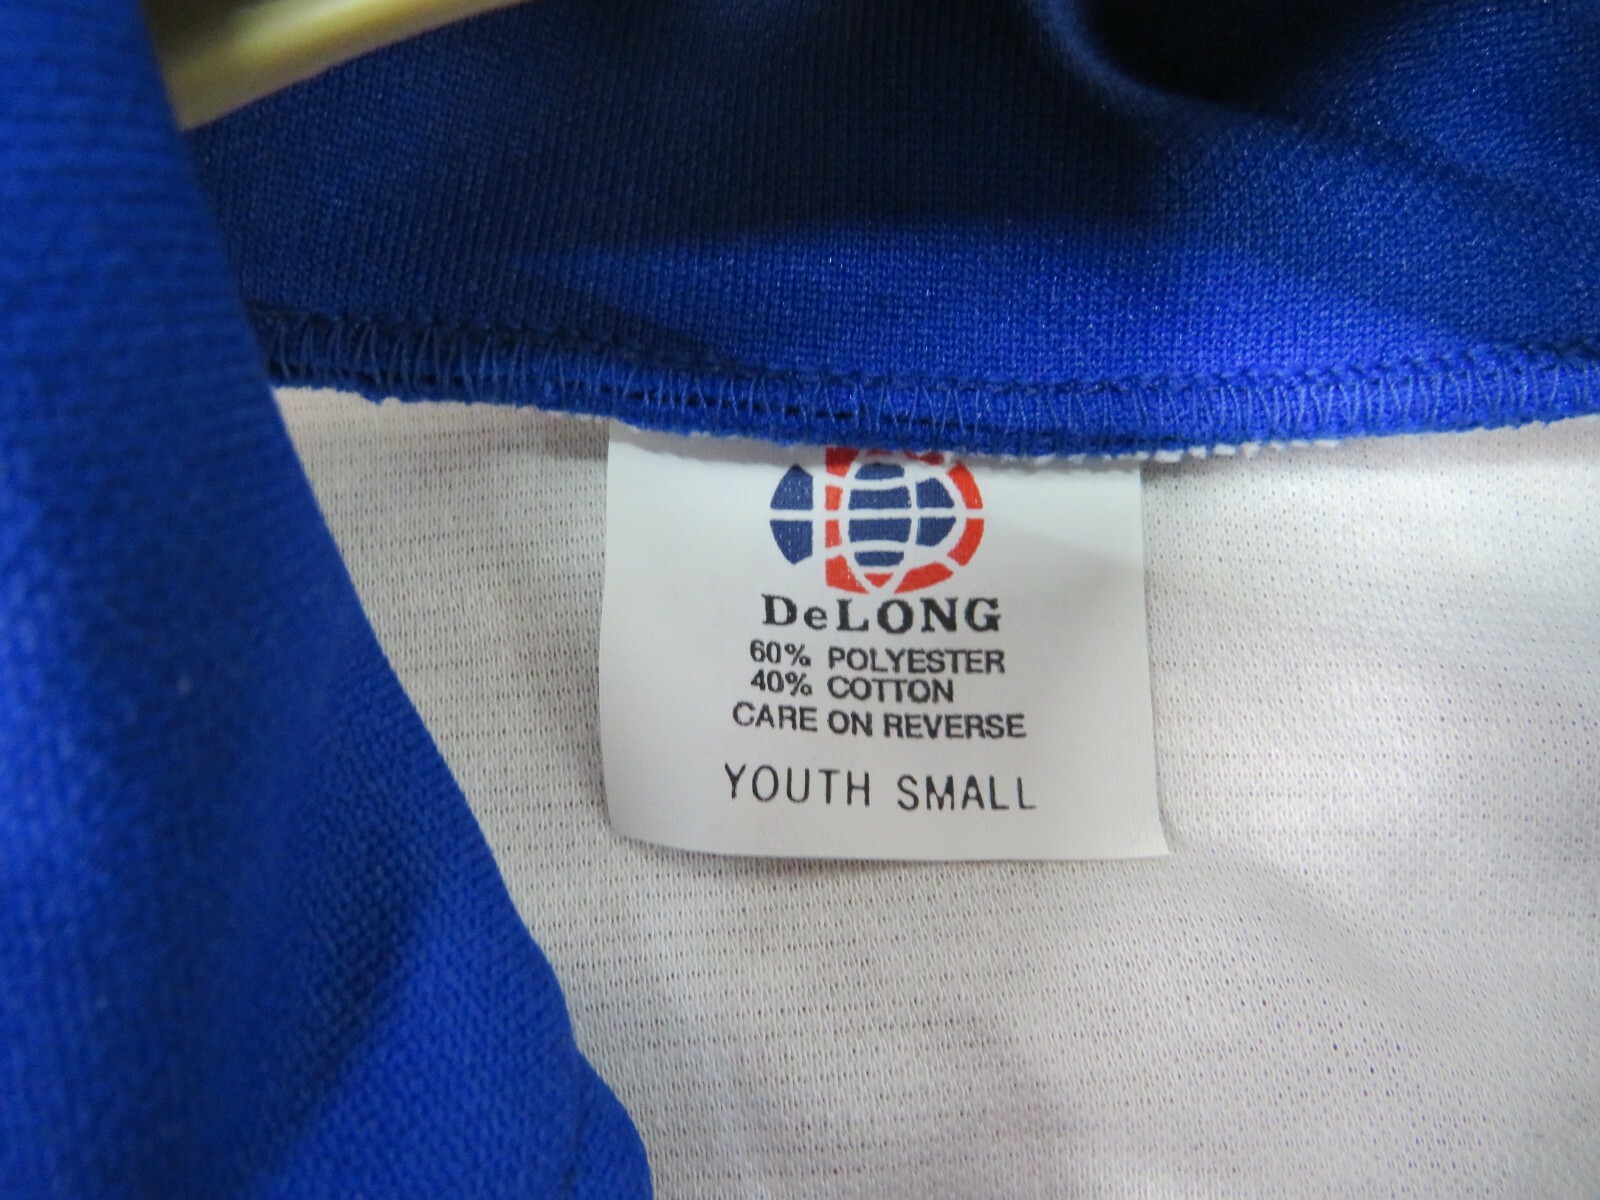 DeLONG
60% POLYESTER
40% COTTON
CARE ON REVERSE
YOUTH SMALL